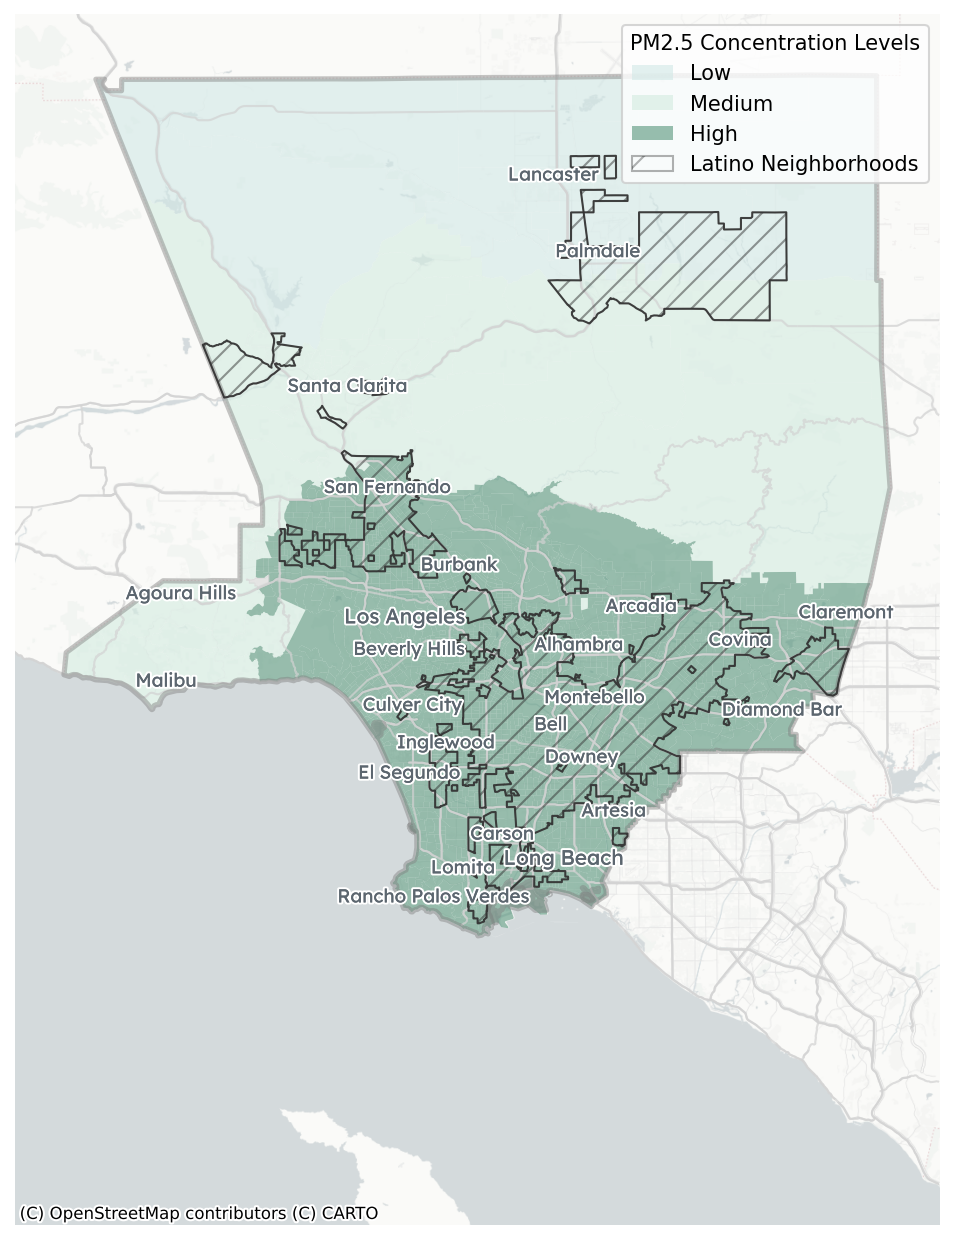 PM2.5 Concentration Levels
Low
Medium
High
Latino Neighborhoods
Lancaster
Palmdale
Santa Clarita
San Fernando
Burbank
Agoura Hills
Arcadia
Claremont
Los Angeles
Covina
Alhambra
Beverly Hills
Malibu
Montebello
Culver City
Diamond Bar
Bell
Inglewood
Downey
El Segundo
Artesia
Carson
Long Beach
Lomita
Rancho Palos Verdes
(C) OpenStreetMap contributors (C) CARTO